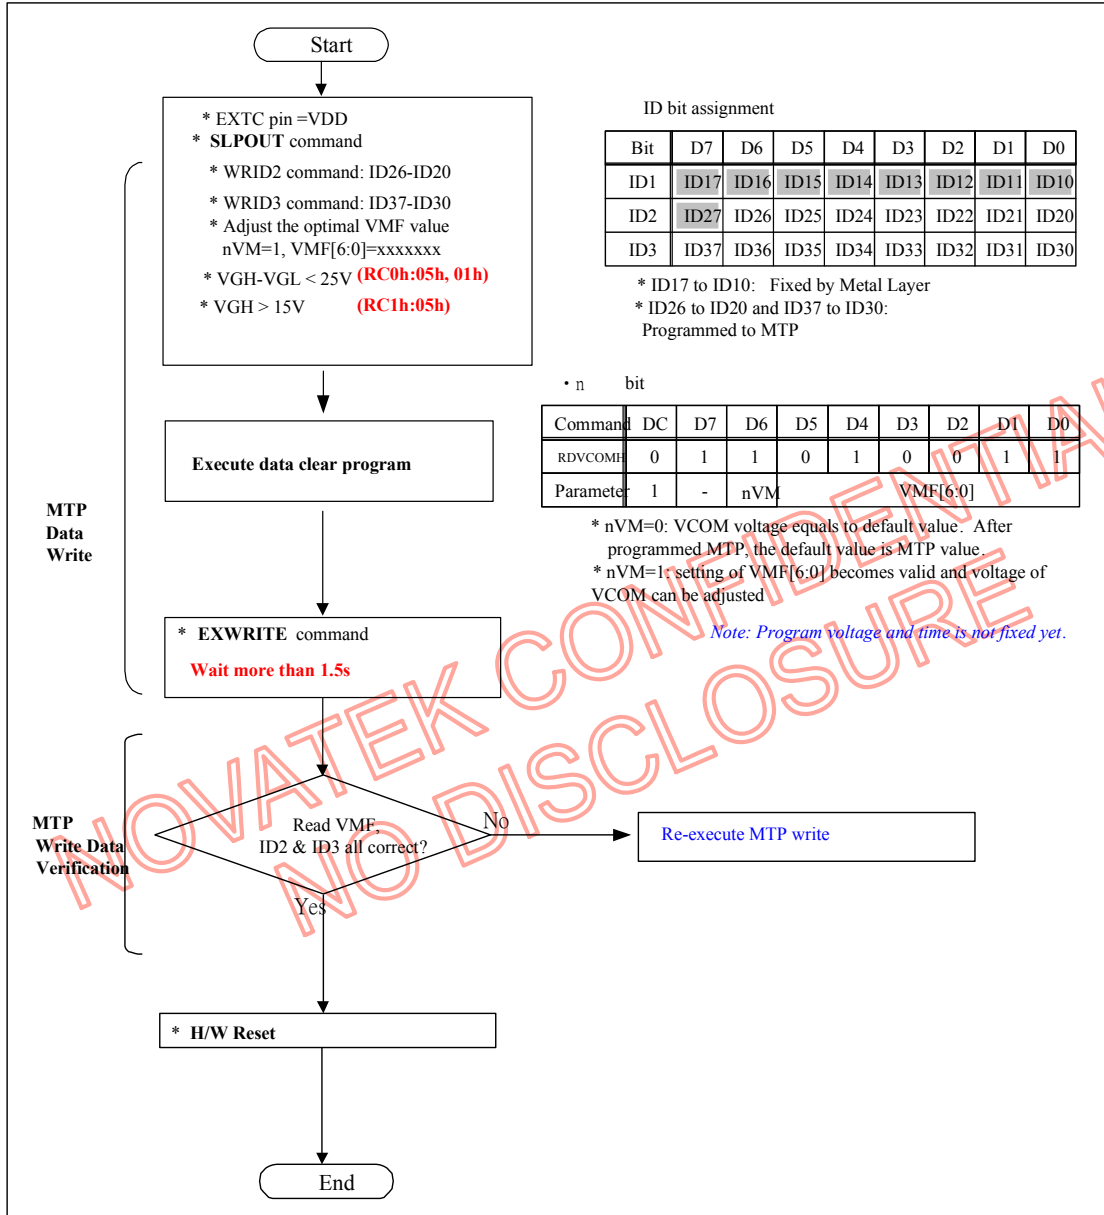 Start
* EXTC pin =VDD
* SLPOUT command
* WRID2 command: ID26-ID20
* WRID3 command: ID37-ID30
* Adjust the optimal VMF value
nVM=1, VMF[6:0]=xxxxxxx
* VGH-VGL < 25V (RC0h:05h, 01h)
* VGH > 15V (RC1h:05h)
Execute data clear program
MTP
Data
Write
* EXWRITE command
Wait more than 1.5s
MTP
Write Data
Verification
Read VMF,
ID2 & ID3 all correct?
No
Re-execute MTP write
Yes
* H/W Reset
End
ID bit assignment
Bit D7 D6 D5 D4 D3 D2 D1 D0
ID1 ID17 ID16 ID15 ID14 ID13 ID12 ID11 ID10
ID2 ID27 ID26 ID25 ID24 ID23 ID22 ID21 ID20
ID3 ID37 ID36 ID35 ID34 ID33 ID32 ID31 ID30
* ID17 to ID10: Fixed by Metal Layer
* ID26 to ID20 and ID37 to ID30:
Programmed to MTP
・n bit
Command DC D7 D6 D5 D4 D3 D2 D1 D0
RDVCOMH 0 1 1 0 1 0 0 1 1
Parameter 1 - nVM VMF[6:0]
* nVM=0: VCOM voltage equals to default value. After
programmed MTP, the default value is MTP value.
* nVM=1: setting of VMF[6:0] becomes valid and voltage of
VCOM can be adjusted
Note: Program voltage and time is not fixed yet.
NOVATEK CONFIDENTIAL
NO DISCLOSURE